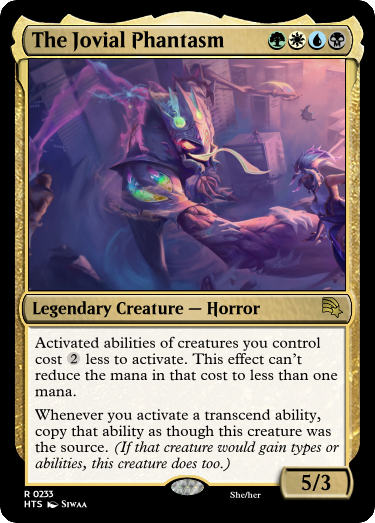 The Jovial Phantasm
Legendary Creature — Horror
Activated abilities of creatures you control
cost 2 less to activate. This effect can't
reduce the mana in that cost to less than one
mana.
Whenever you activate a transcend ability,
copy that ability as though this creature was
the source. (If that creature would gain types or
abilities, this creature does too.)
5/3
R 0233
HTS Siwaa
She/her